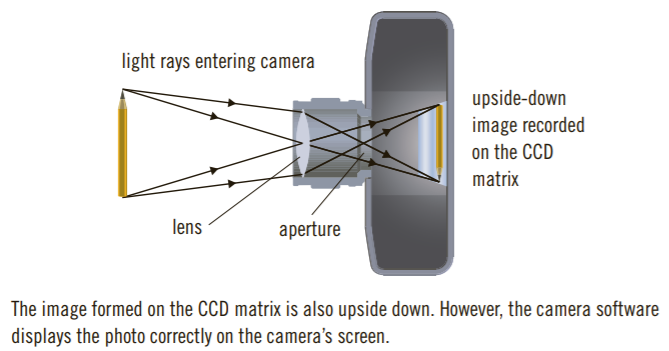 light rays entering camera
upside-down
image recorded
on the CCD
matrix
lens
aperture
The image formed on the CCD matrix is also upside down. However, the camera software
displays the photo correctly on the camera's screen.